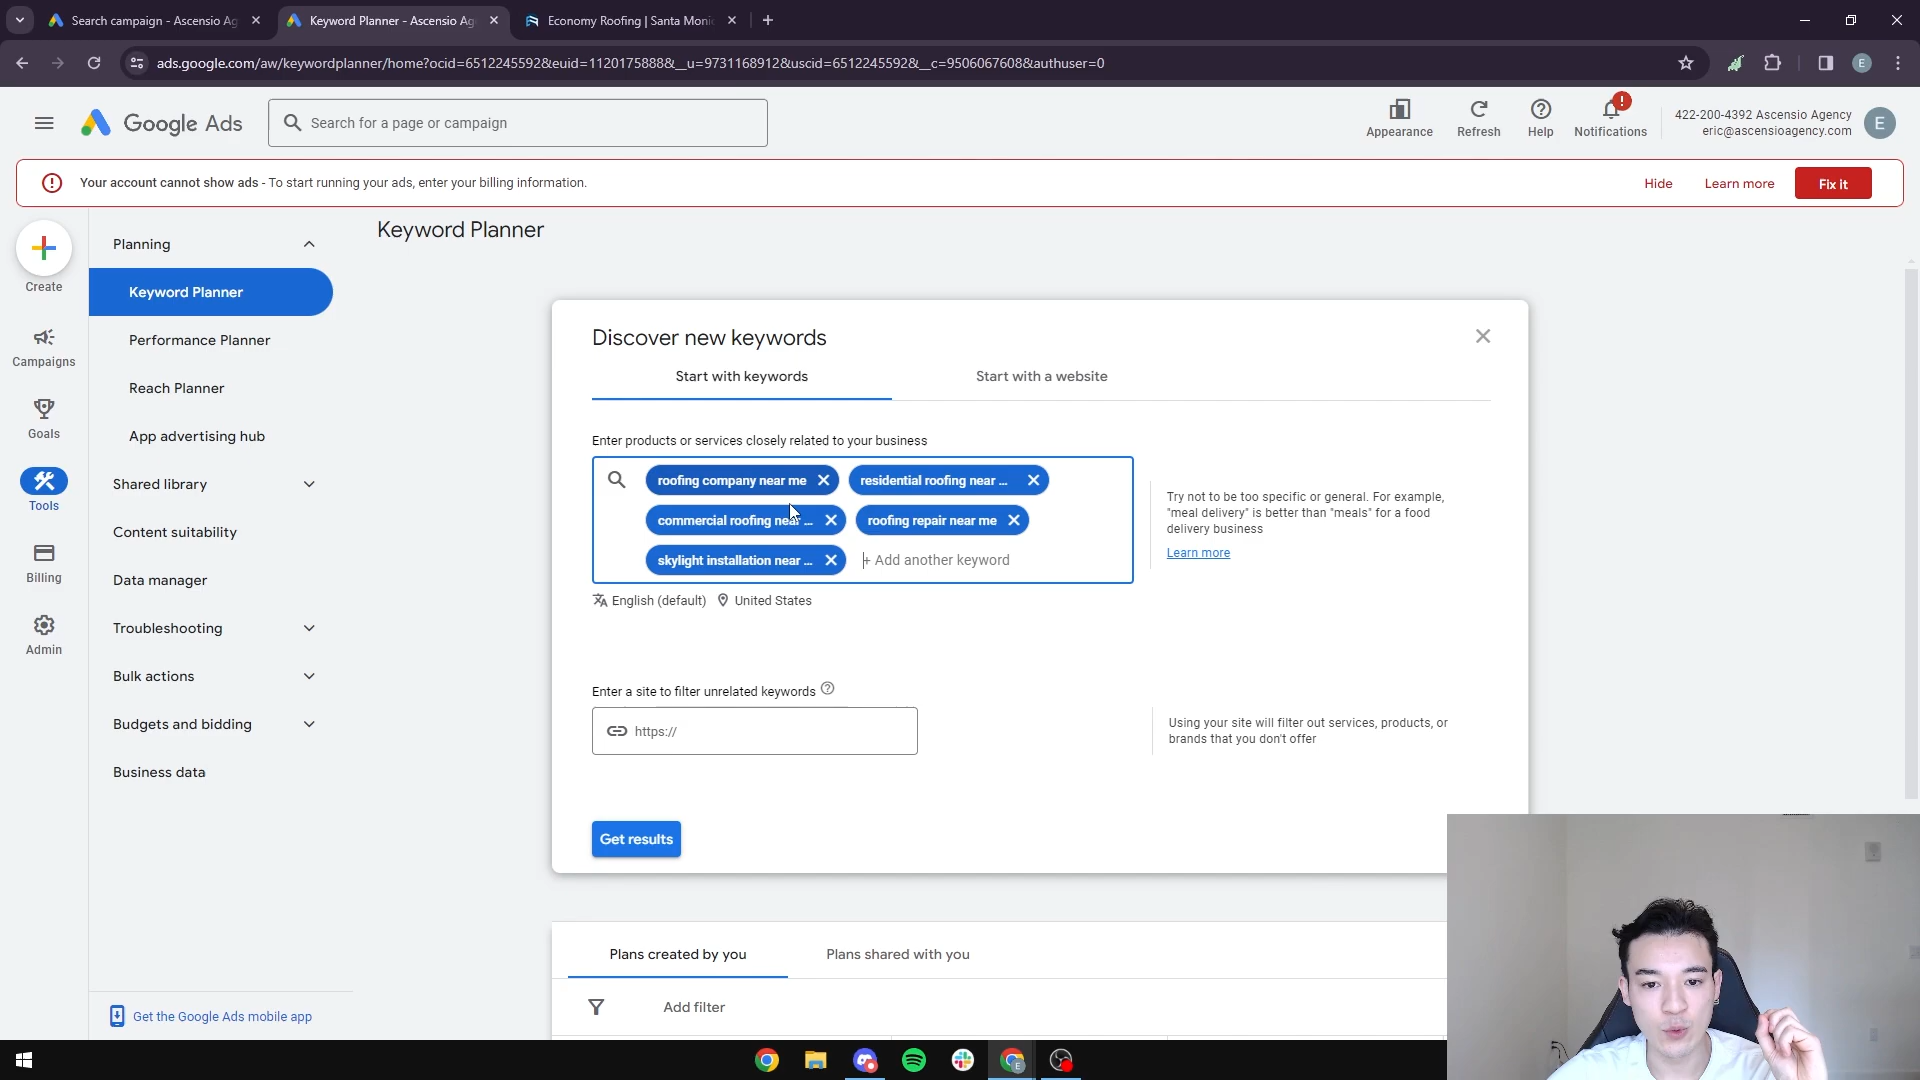 Search campaign - Ascensio Ag
Keyword Planner - Ascensio Ag
Economy Roofing | Santa Moni
ads.google.com/aw/keywordplanner/home?ocid=6512245592&euid=1120175888&__u=9731168912&uscid=6512245592&__c=9506067608&authuser=0
E
Google Ads
Search for a page or campaign
Appearance
Refresh
Help
Notifications
422-200-4392 Ascensio Agency
eric@ascensioagency.com
E
Your account cannot show ads - To start running your ads, enter your billing information.
Hide
Learn more
Fix it
Create
Campaigns
Goals
Tools
Billing
Admin
Planning
Keyword Planner
Performance Planner
Reach Planner
App advertising hub
Shared library
Content suitability
Data manager
Troubleshooting
Bulk actions
Budgets and bidding
Business data
Get the Google Ads mobile app
Keyword Planner
Discover new keywords
Start with keywords
Start with a website
Enter products or services closely related to your business
roofing company near me
residential roofing near ...
commercial roofing near ...
roofing repair near me
skylight installation near ...
+ Add another keyword
Try not to be too specific or general. For example,
"meal delivery" is better than "meals" for a food
delivery business
Learn more
English (default)
United States
Enter a site to filter unrelated keywords
https://
Using your site will filter out services, products, or
brands that you don't offer
Get results
Plans created by you
Plans shared with you
Add filter